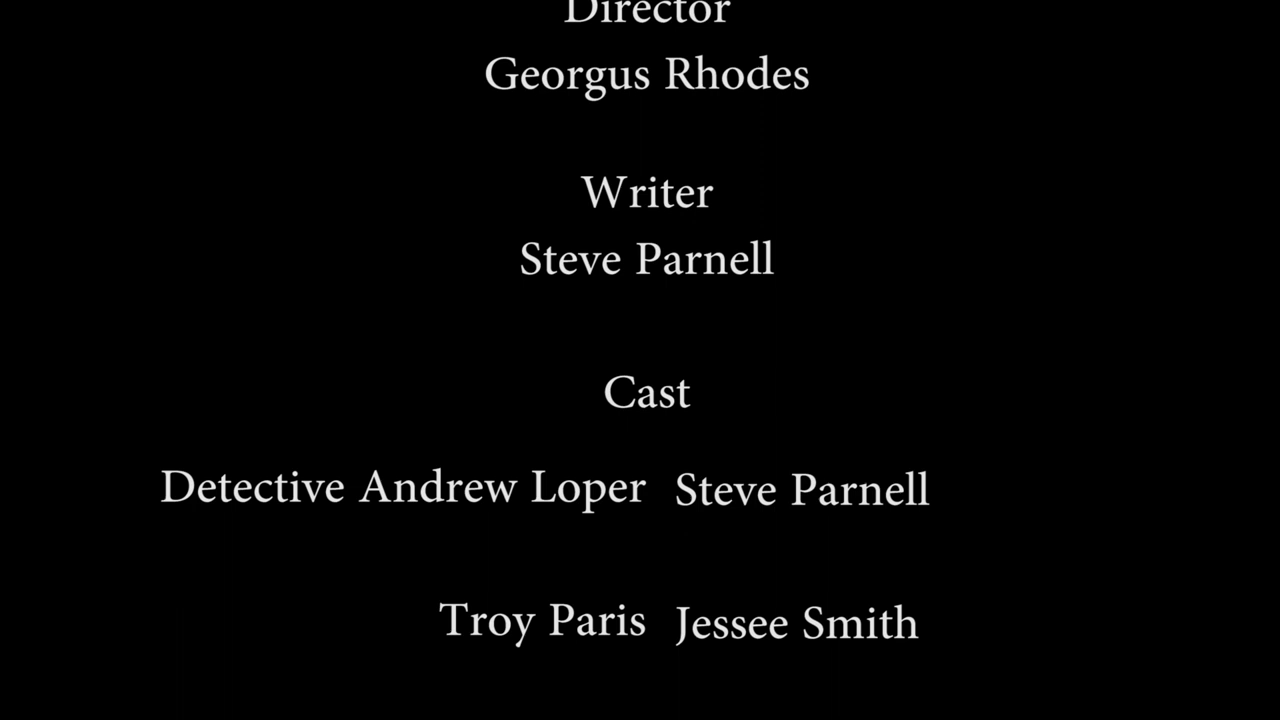 Director
Georgus Rhodes
Writer
Steve Parnell
Cast
Detective Andrew Loper Steve Parnell
Troy Paris Jessee Smith